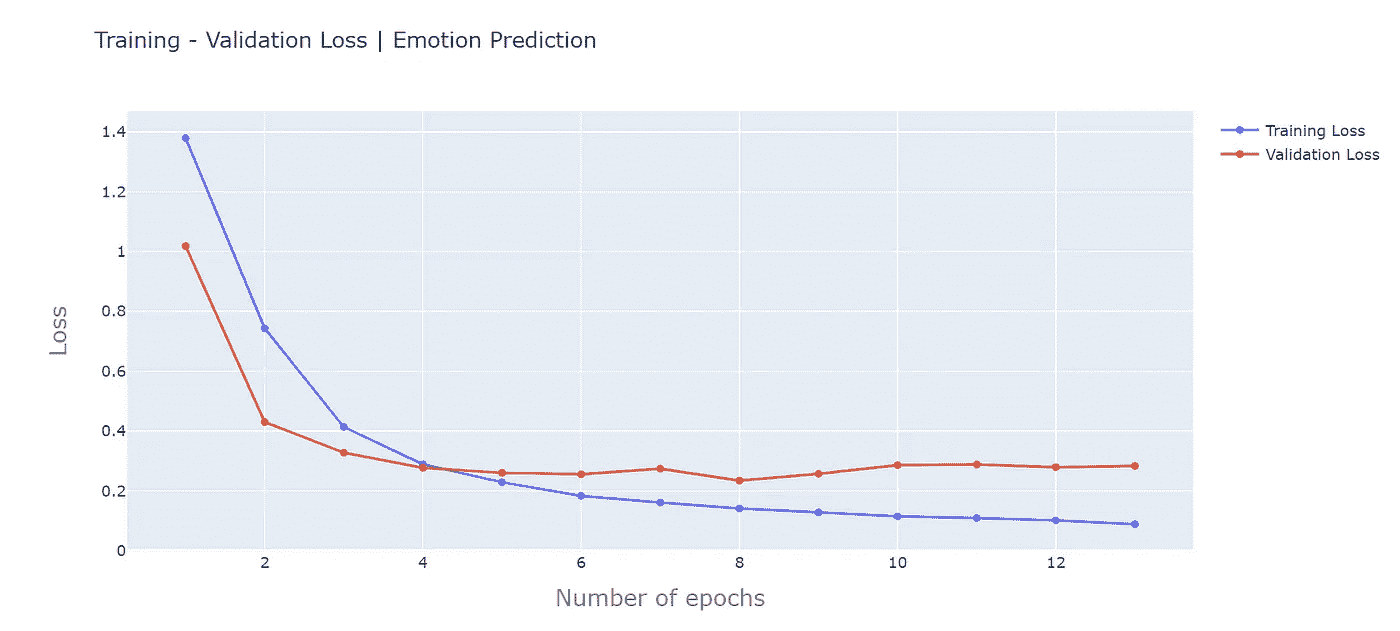 Training - Validation Loss | Emotion Prediction
1.4
1.2
1
0.8
0.6
0.4
0.2
0
Loss
2 4 6 8 10 12
Number of epochs
Training Loss
Validation Loss